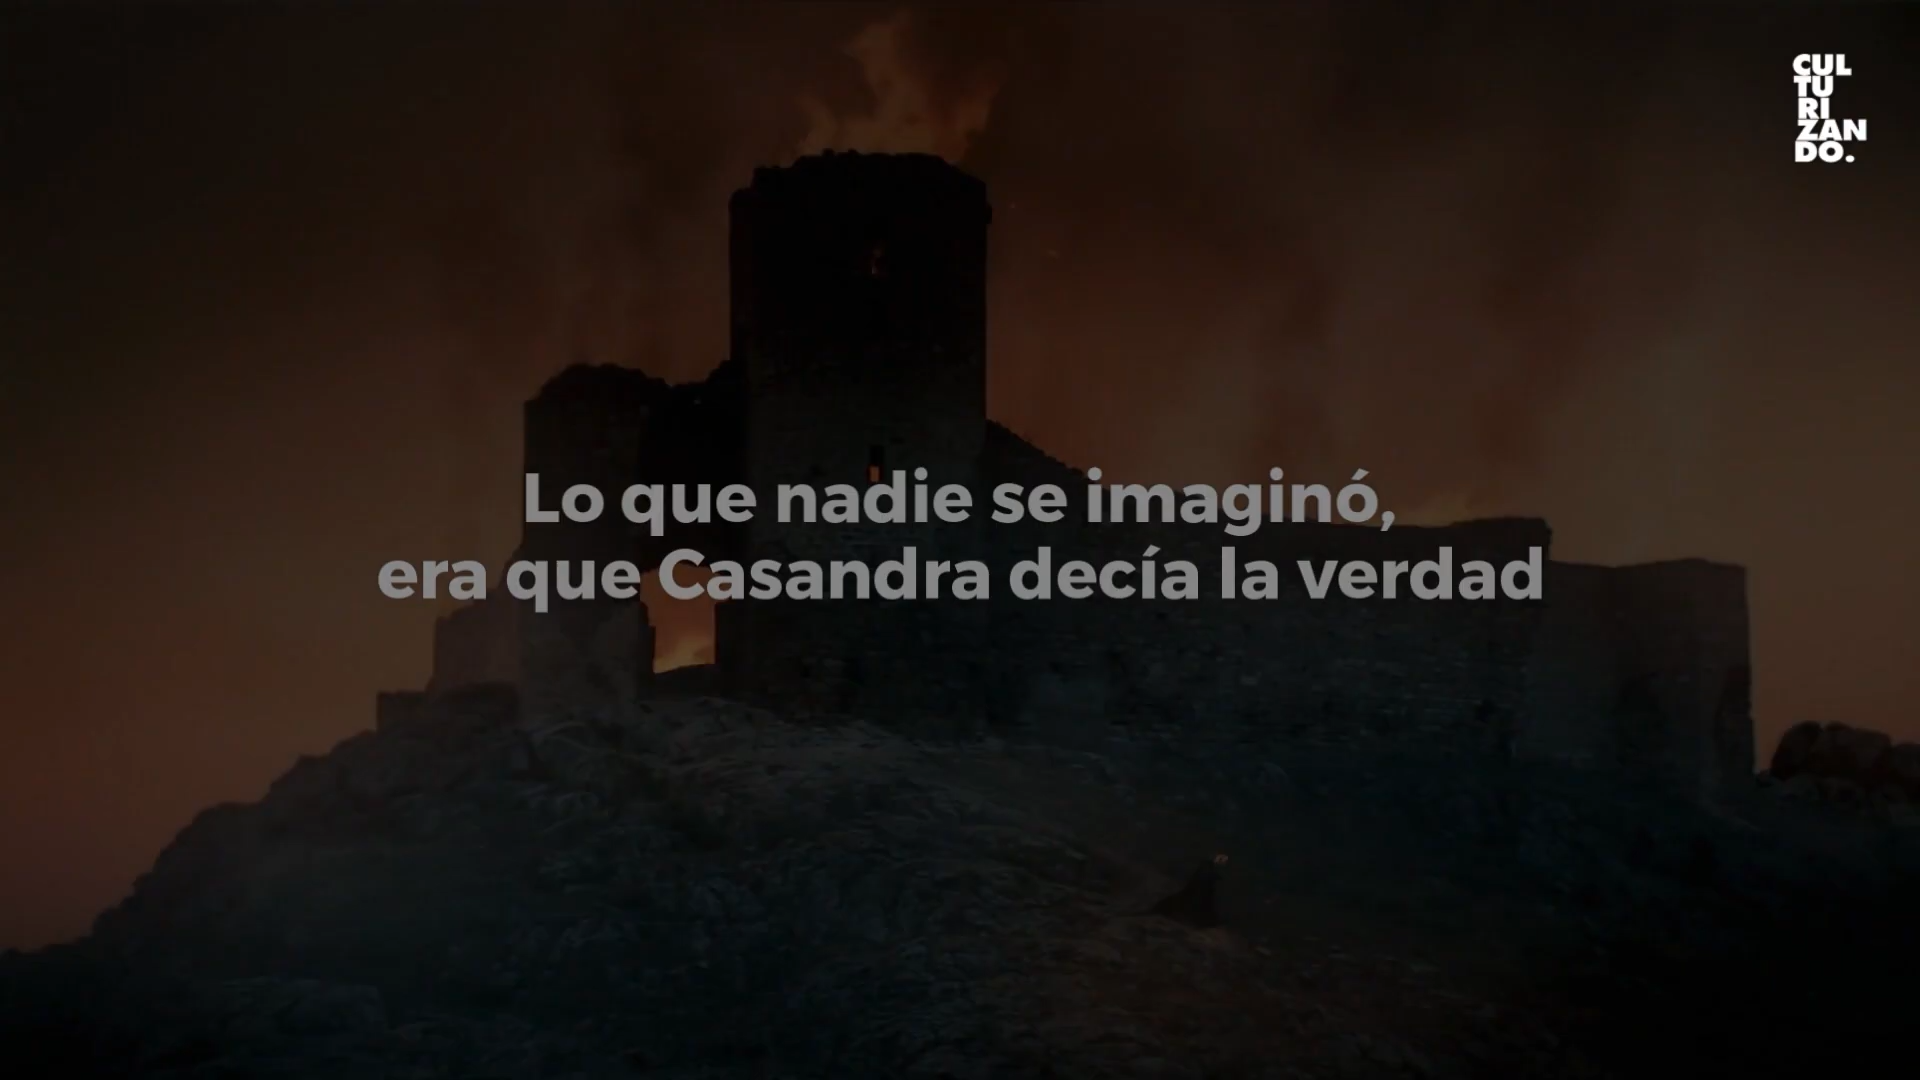 CUL
TU
RI
ZAN
DO.
Lo que nadie se imaginó,
era que Casandra decía la verdad